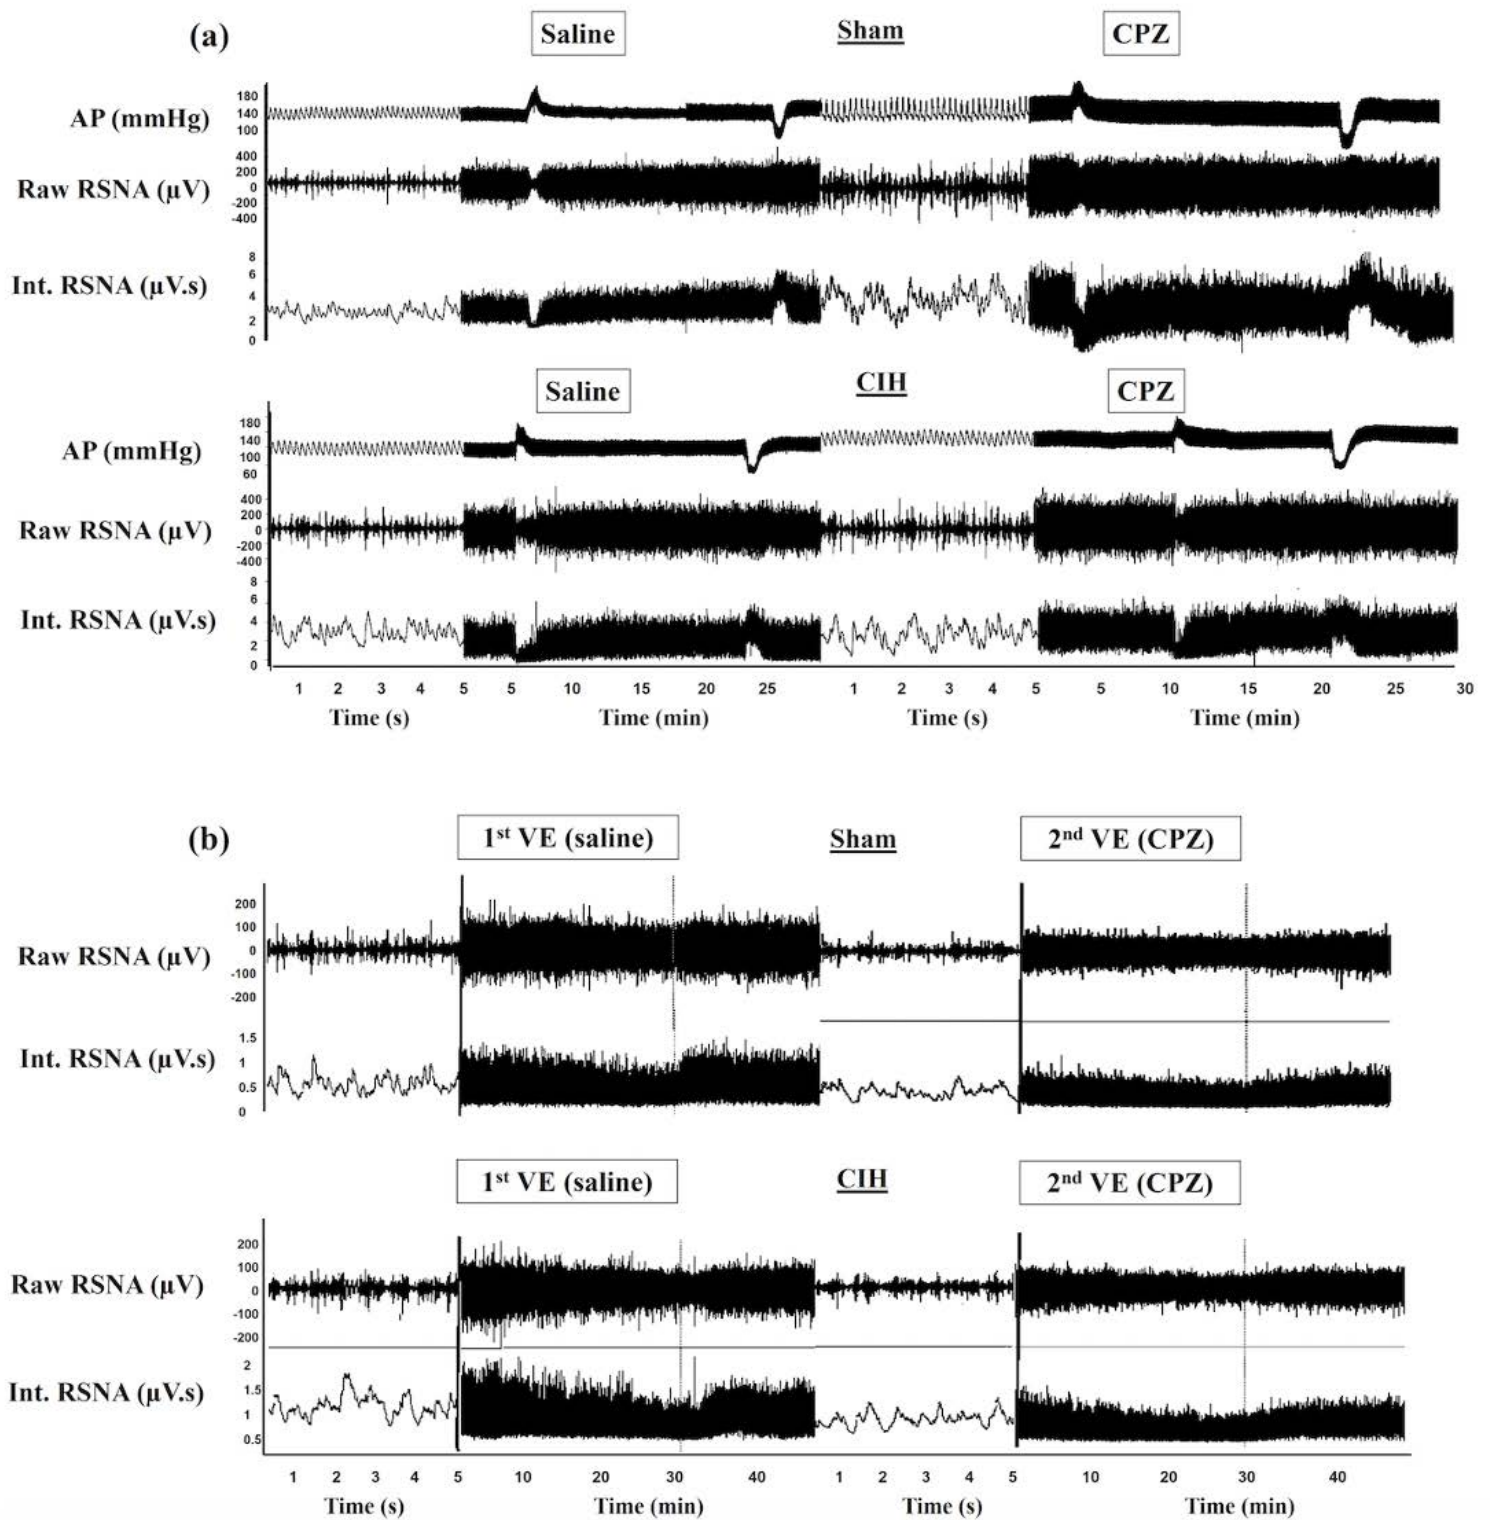 (a)
Saline Sham CPZ
AP (mmHg)
180
140
100
Raw RSNA (µV)
400
200
0
-200
-400
Int. RSNA (µV.s)
8
6
4
2
0
Saline CIH CPZ
AP (mmHg)
180
140
100
60
Raw RSNA (µV)
400
200
0
-200
-400
Int. RSNA (µV.s)
8
6
4
2
0
1 2 3 4 5 5 10 15 20 25 1 2 3 4 5 5 10 15 20 25 30
Time (s) Time (min) Time (s) Time (min)
(b)
1st VE (saline) Sham 2nd VE (CPZ)
Raw RSNA (µV)
200
100
0
-100
-200
Int. RSNA (µV.s)
1.5
1
0.5
0
1st VE (saline) CIH 2nd VE (CPZ)
Raw RSNA (µV)
200
100
0
-100
-200
Int. RSNA (µV.s)
2
1.5
1
0.5
1 2 3 4 5 10 20 30 40 1 2 3 4 5 10 20 30 40
Time (s) Time (min) Time (s) Time (min)